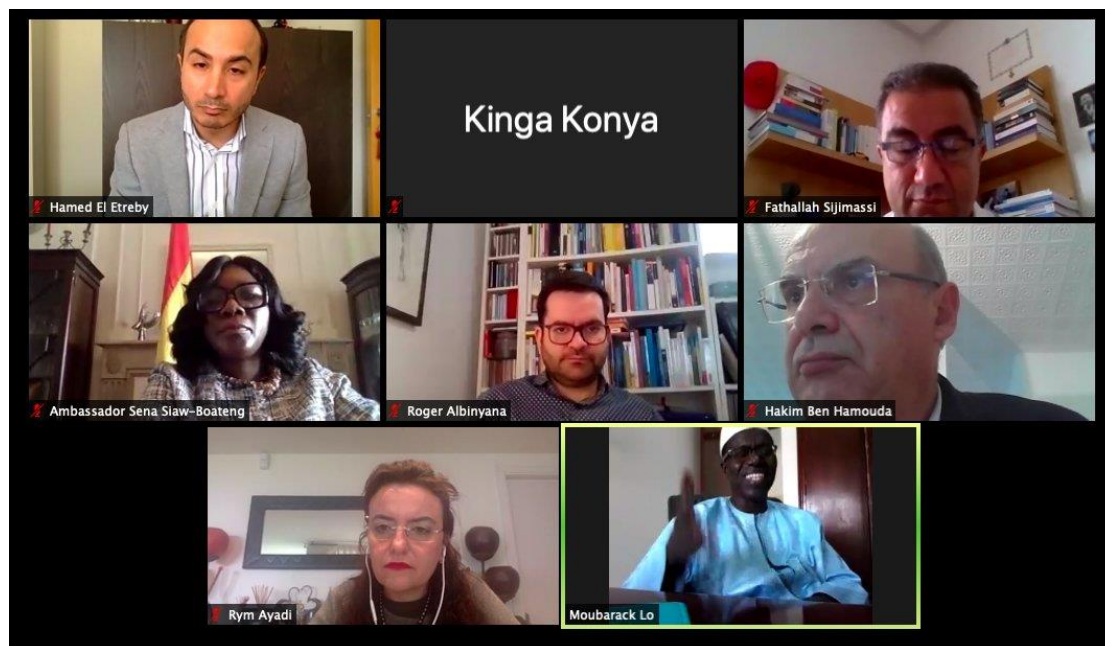 Hamed El Etreby
Kinga Konya
Fathallah Sijimassi
Ambassador Sena Siaw-Boateng
Roger Albinyana
Hakim Ben Hamouda
Rym Ayadi
Moubarack Lo